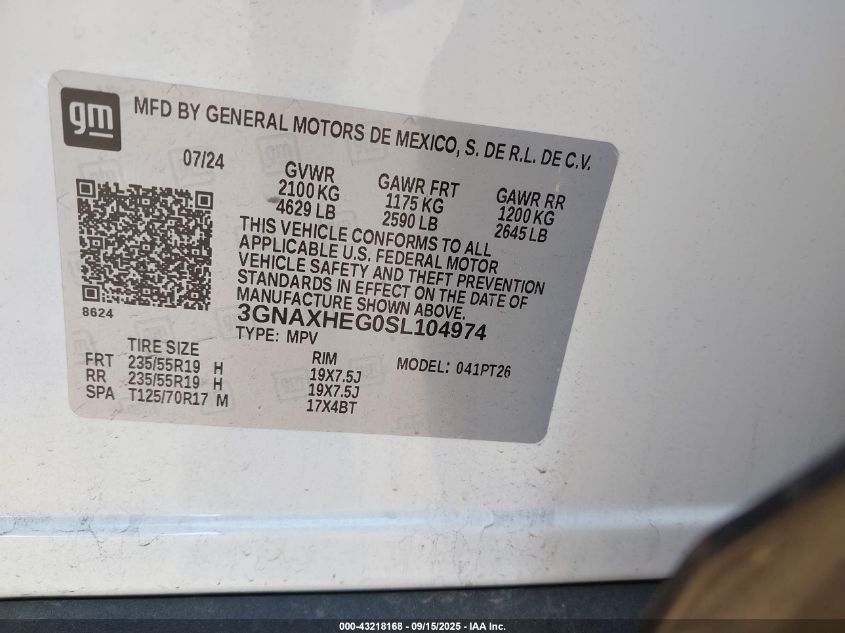 gm
MFD BY GENERAL MOTORS DE MEXICO, S. DE R.L. DE C.V.
07/24
GVWR
2100 KG
4629 LB
GAWR FRT
1175 KG
2590 LB
GAWR RR
1200 KG
2645 LB
THIS VEHICLE CONFORMS TO ALL
APPLICABLE U.S. FEDERAL MOTOR
VEHICLE SAFETY AND THEFT PREVENTION
STANDARDS IN EFFECT ON THE DATE OF
MANUFACTURE SHOWN ABOVE.
8624
3GNAXHEG0SL104974
TYPE: MPV
TIRE SIZE
FRT 235/55R19 H
RR 235/55R19 H
SPA T125/70R17 M
RIM
19X7.5J
19X7.5J
17X4BT
MODEL: 041PT26
000-43218168 - 09/15/2025 - IAA Inc.